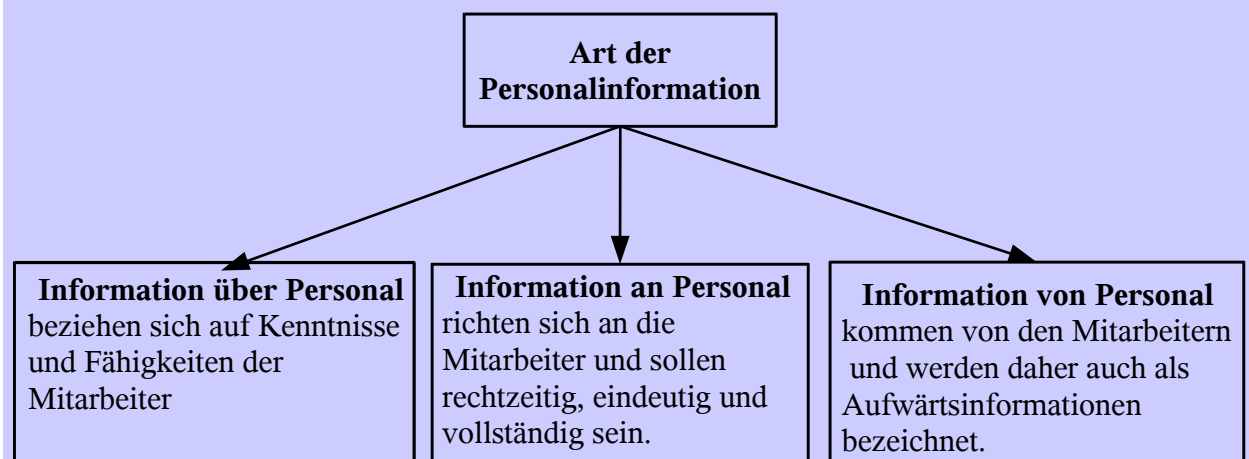 Art der
Personalinformation
Information über Personal
beziehen sich auf Kenntnisse
und Fähigkeiten der
Mitarbeiter
Information an Personal
richten sich an die
Mitarbeiter und sollen
rechtzeitig, eindeutig und
vollständig sein.
Information von Personal
kommen von den Mitarbeitern
und werden daher auch als
Aufwärtsinformationen
bezeichnet.